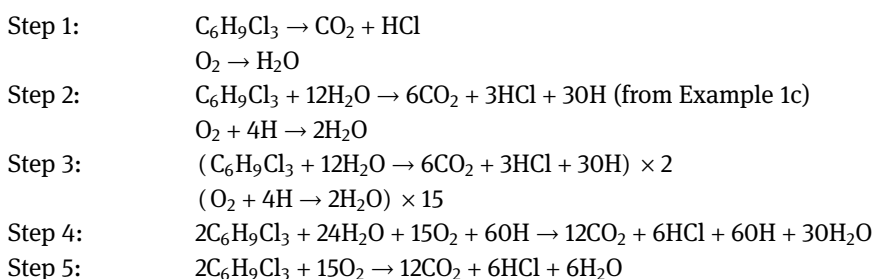 Step 1: C₆H₉Cl₃ → CO₂ + HCl
O₂ → H₂O
Step 2: C₆H₉Cl₃ + 12H₂O → 6CO₂ + 3HCl + 30H (from Example 1c)
O₂ + 4H → 2H₂O
Step 3: (C₆H₉Cl₃ + 12H₂O → 6CO₂ + 3HCl + 30H) × 2
(O₂ + 4H → 2H₂O) × 15
Step 4: 2C₆H₉Cl₃ + 24H₂O + 15O₂ + 60H → 12CO₂ + 6HCl + 60H + 30H₂O
Step 5: 2C₆H₉Cl₃ + 15O₂ → 12CO₂ + 6HCl + 6H₂O